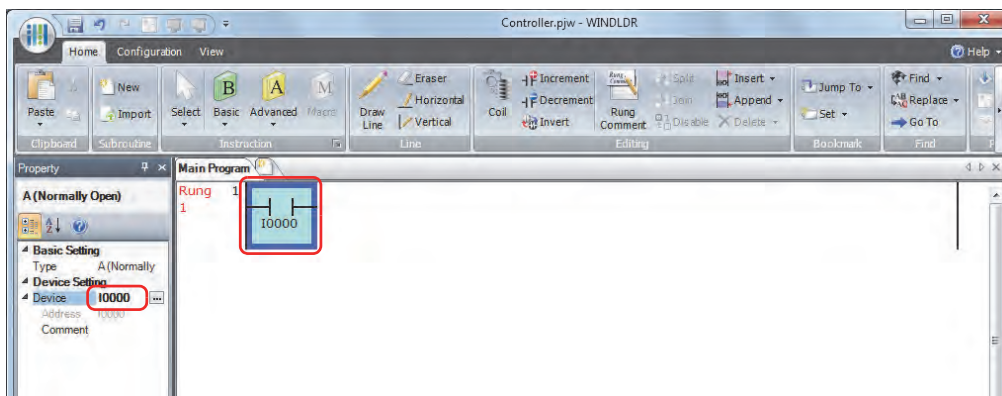 Controller.pjw - WINDLDR
Home Configuration View Help
Paste New Import Select Basic Advanced Macro Draw Line Eraser Horizontal Vertical Coil Increment Decrement Invert Rung Comment Split Join Disable Insert Append Delete Jump To Set Find Replace Go To
Clipboard Subroutine Instruction Line Editing Bookmark Find
Property Main Program
A (Normally Open)
Rung 1
1
I0000
Basic Setting
Type A (Normally
Device Setting
Device I0000 ...
Address I0000
Comment